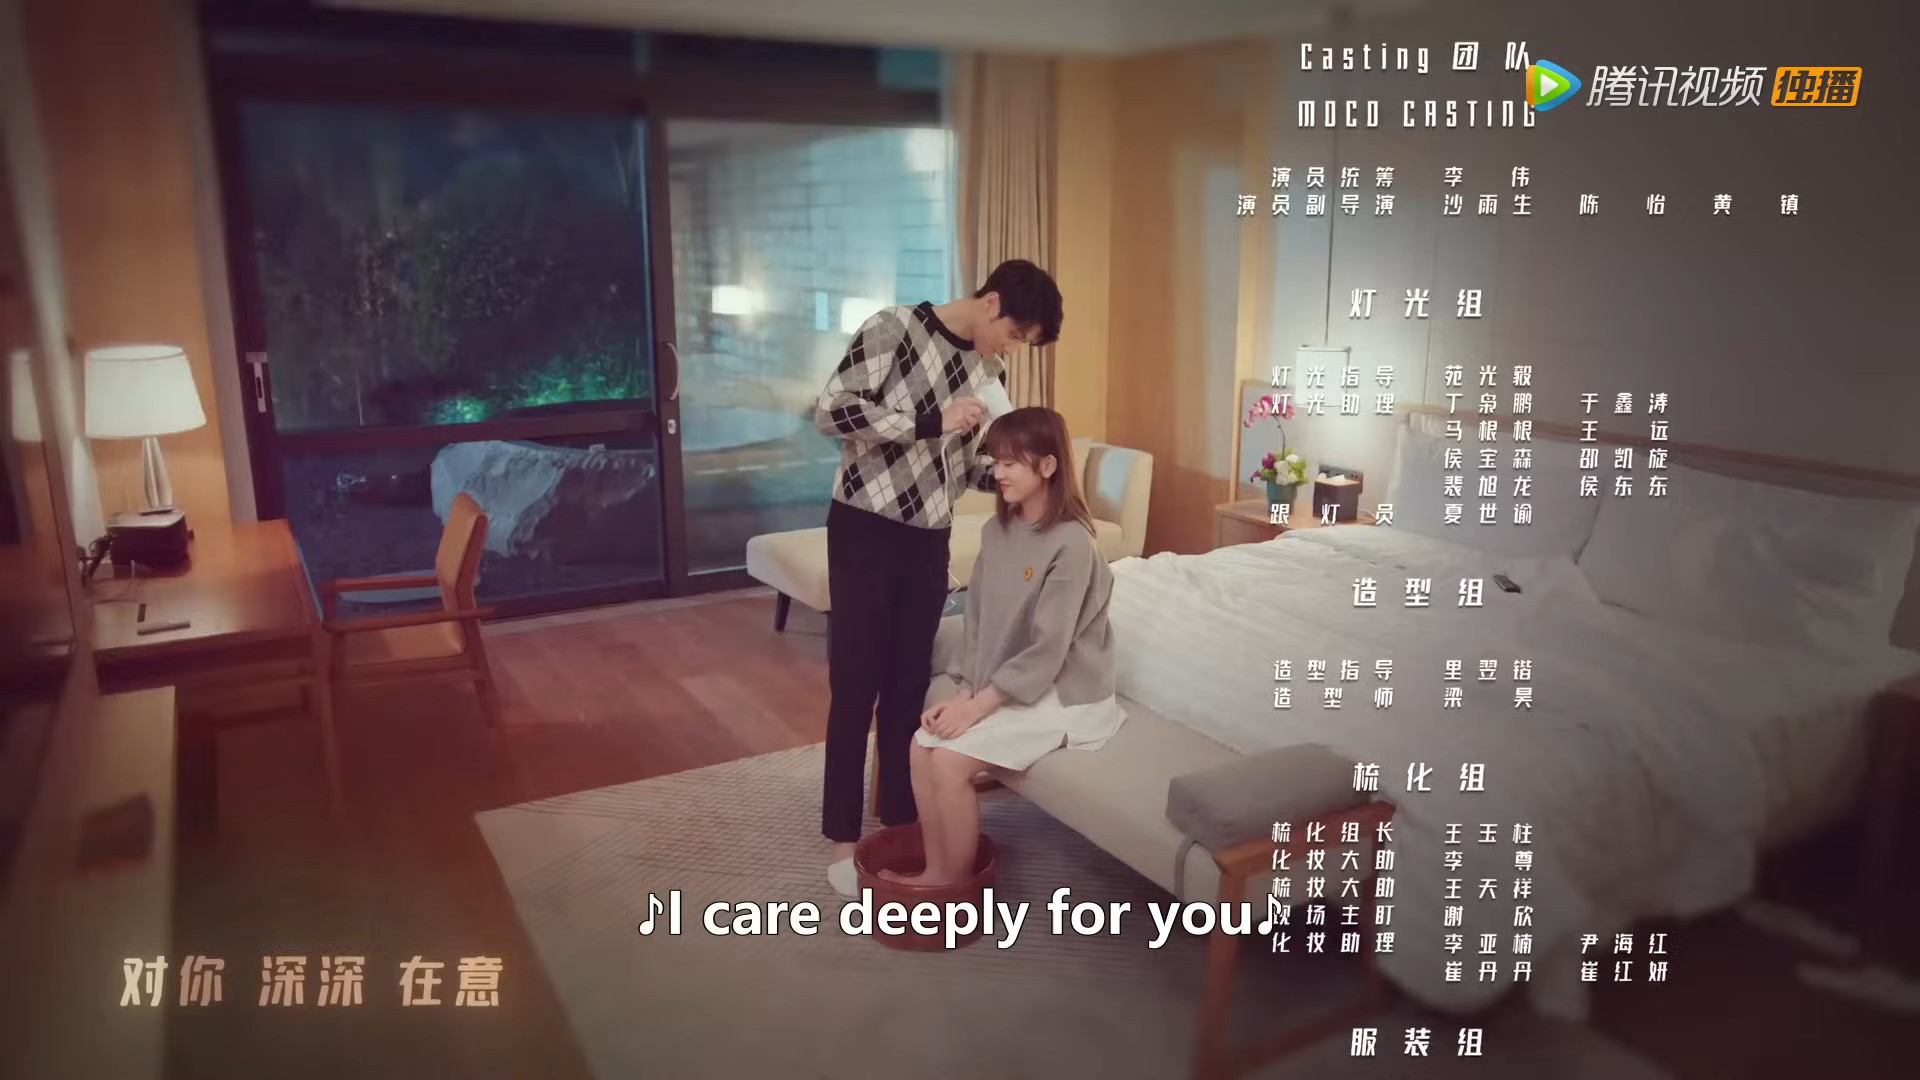 Casting 团队
腾讯视频 独播
MOCO CASTING
演员统筹 李伟
演员副导演 沙雨生 陈怡 黄镇
灯光组
灯光指导 苑光毅
灯光助理 丁枭鹏 于鑫涛
马根根 王远
侯宝森 邵凯旋
裴旭龙 侯东东
跟灯员 夏世谕
造型组
造型指导 里翌锴
造型师 梁昊
梳化组
梳化组长 王玉柱
化妆大助 李尊
梳妆大助 王天祥
现场主盯 谢欣
化妆助理 李亚楠 尹海红
崔丹丹 崔红妍
服装组
♪I care deeply for you♪
对你 深深 在意